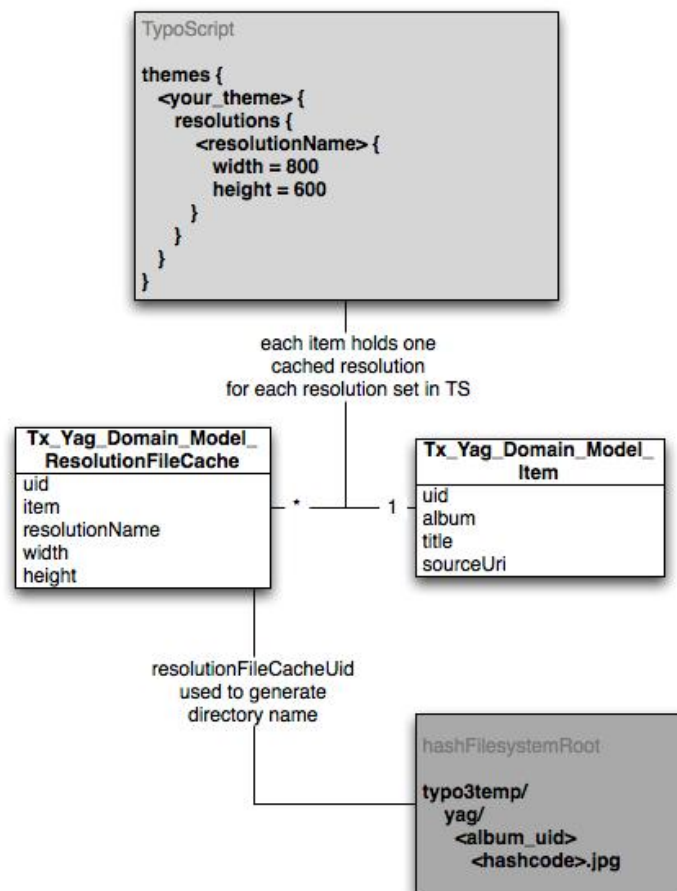 TypoScript
themes {
<your_theme> {
resolutions {
<resolutionName> {
width = 800
height = 600
}
}
}
}
each item holds one
cached resolution
for each resolution set in TS
Tx_Yag_Domain_Model_
ResolutionFileCache
uid
item
resolutionName
width
height
*
1
Tx_Yag_Domain_Model_
Item
uid
album
title
sourceUri
resolutionFileCacheUid
used to generate
directory name
hashFilesystemRoot
typo3temp/
yag/
<album_uid>
<hashcode>.jpg